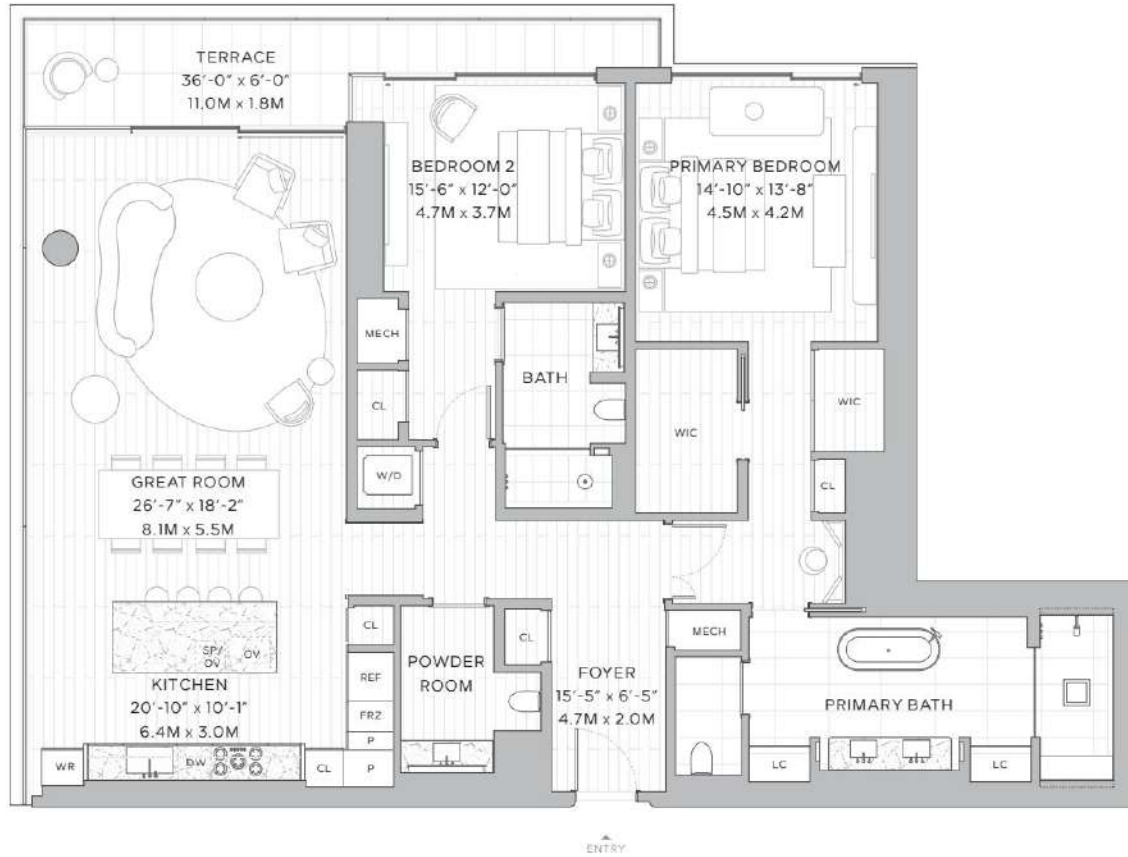 TERRACE
36'-0" x 6'-0"
11.0M x 1.8M
BEDROOM 2
15'-6" x 12'-0"
4.7M x 3.7M
PRIMARY BEDROOM
14'-10" x 13'-8"
4.5M x 4.2M
MECH
BATH
CL
WIC
WIC
W/D
CL
GREAT ROOM
26'-7" x 18'-2"
8.1M x 5.5M
CL
CL
MECH
SP/
OV
OV
POWDER
ROOM
REF
FRZ
P
P
KITCHEN
20'-10" x 10'-1"
6.4M x 3.0M
FOYER
15'-5" x 6'-5"
4.7M x 2.0M
PRIMARY BATH
WR
DW
CL
LC
LC
ENTRY